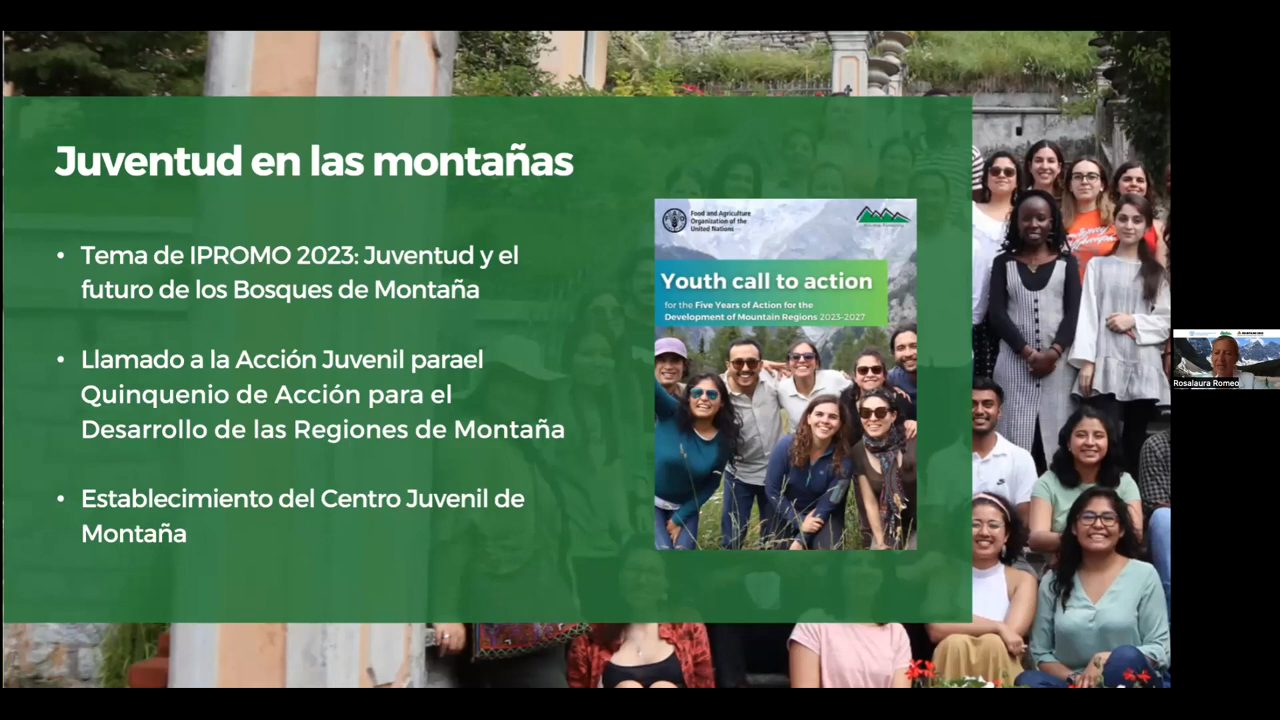 Juventud en las montañas
• Tema de IPROMO 2023: Juventud y el
futuro de los Bosques de Montaña
• Llamado a la Acción Juvenil parael
Quinquenio de Acción para el
Desarrollo de las Regiones de Montaña
• Establecimiento del Centro Juvenil de
Montaña
Food and Agriculture
Organization of the
United Nations
Youth call to action
for the Five Years of Action for the
Development of Mountain Regions 2023-2027
Rosalaura Romeo